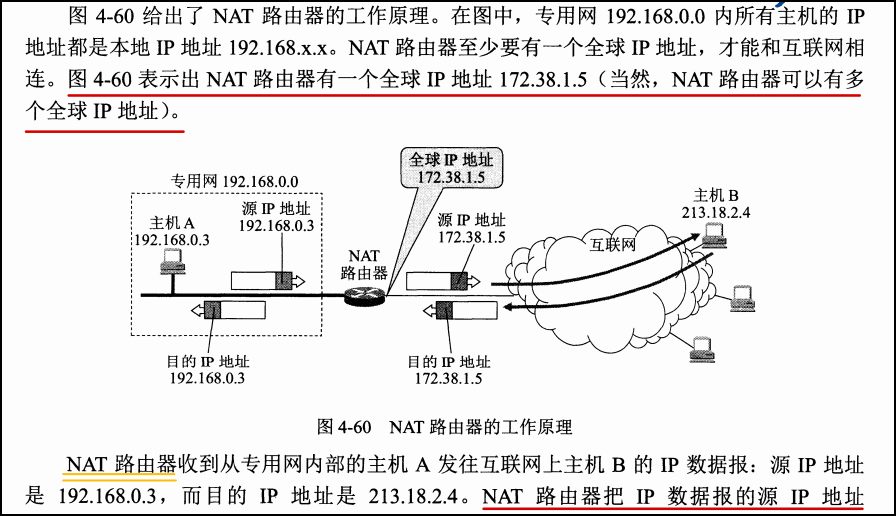 图 4-60 给出了 NAT 路由器的工作原理。在图中，专用网 192.168.0.0 内所有主机的 IP
地址都是本地 IP 地址 192.168.x.x。NAT 路由器至少要有一个全球 IP 地址，才能和互联网相
连。图 4-60 表示出 NAT 路由器有一个全球 IP 地址 172.38.1.5（当然，NAT 路由器可以有多
个全球 IP 地址）。
全球 IP 地址
172.38.1.5
专用网 192.168.0.0
主机 A
192.168.0.3
源 IP 地址
192.168.0.3
NAT
路由器
源 IP 地址
172.38.1.5
互联网
主机 B
213.18.2.4
目的 IP 地址
192.168.0.3
目的 IP 地址
172.38.1.5
图 4-60 NAT 路由器的工作原理
NAT 路由器收到从专用网内部的主机 A 发往互联网上主机 B 的 IP 数据报：源 IP 地址
是 192.168.0.3，而目的 IP 地址是 213.18.2.4。NAT 路由器把 IP 数据报的源 IP 地址